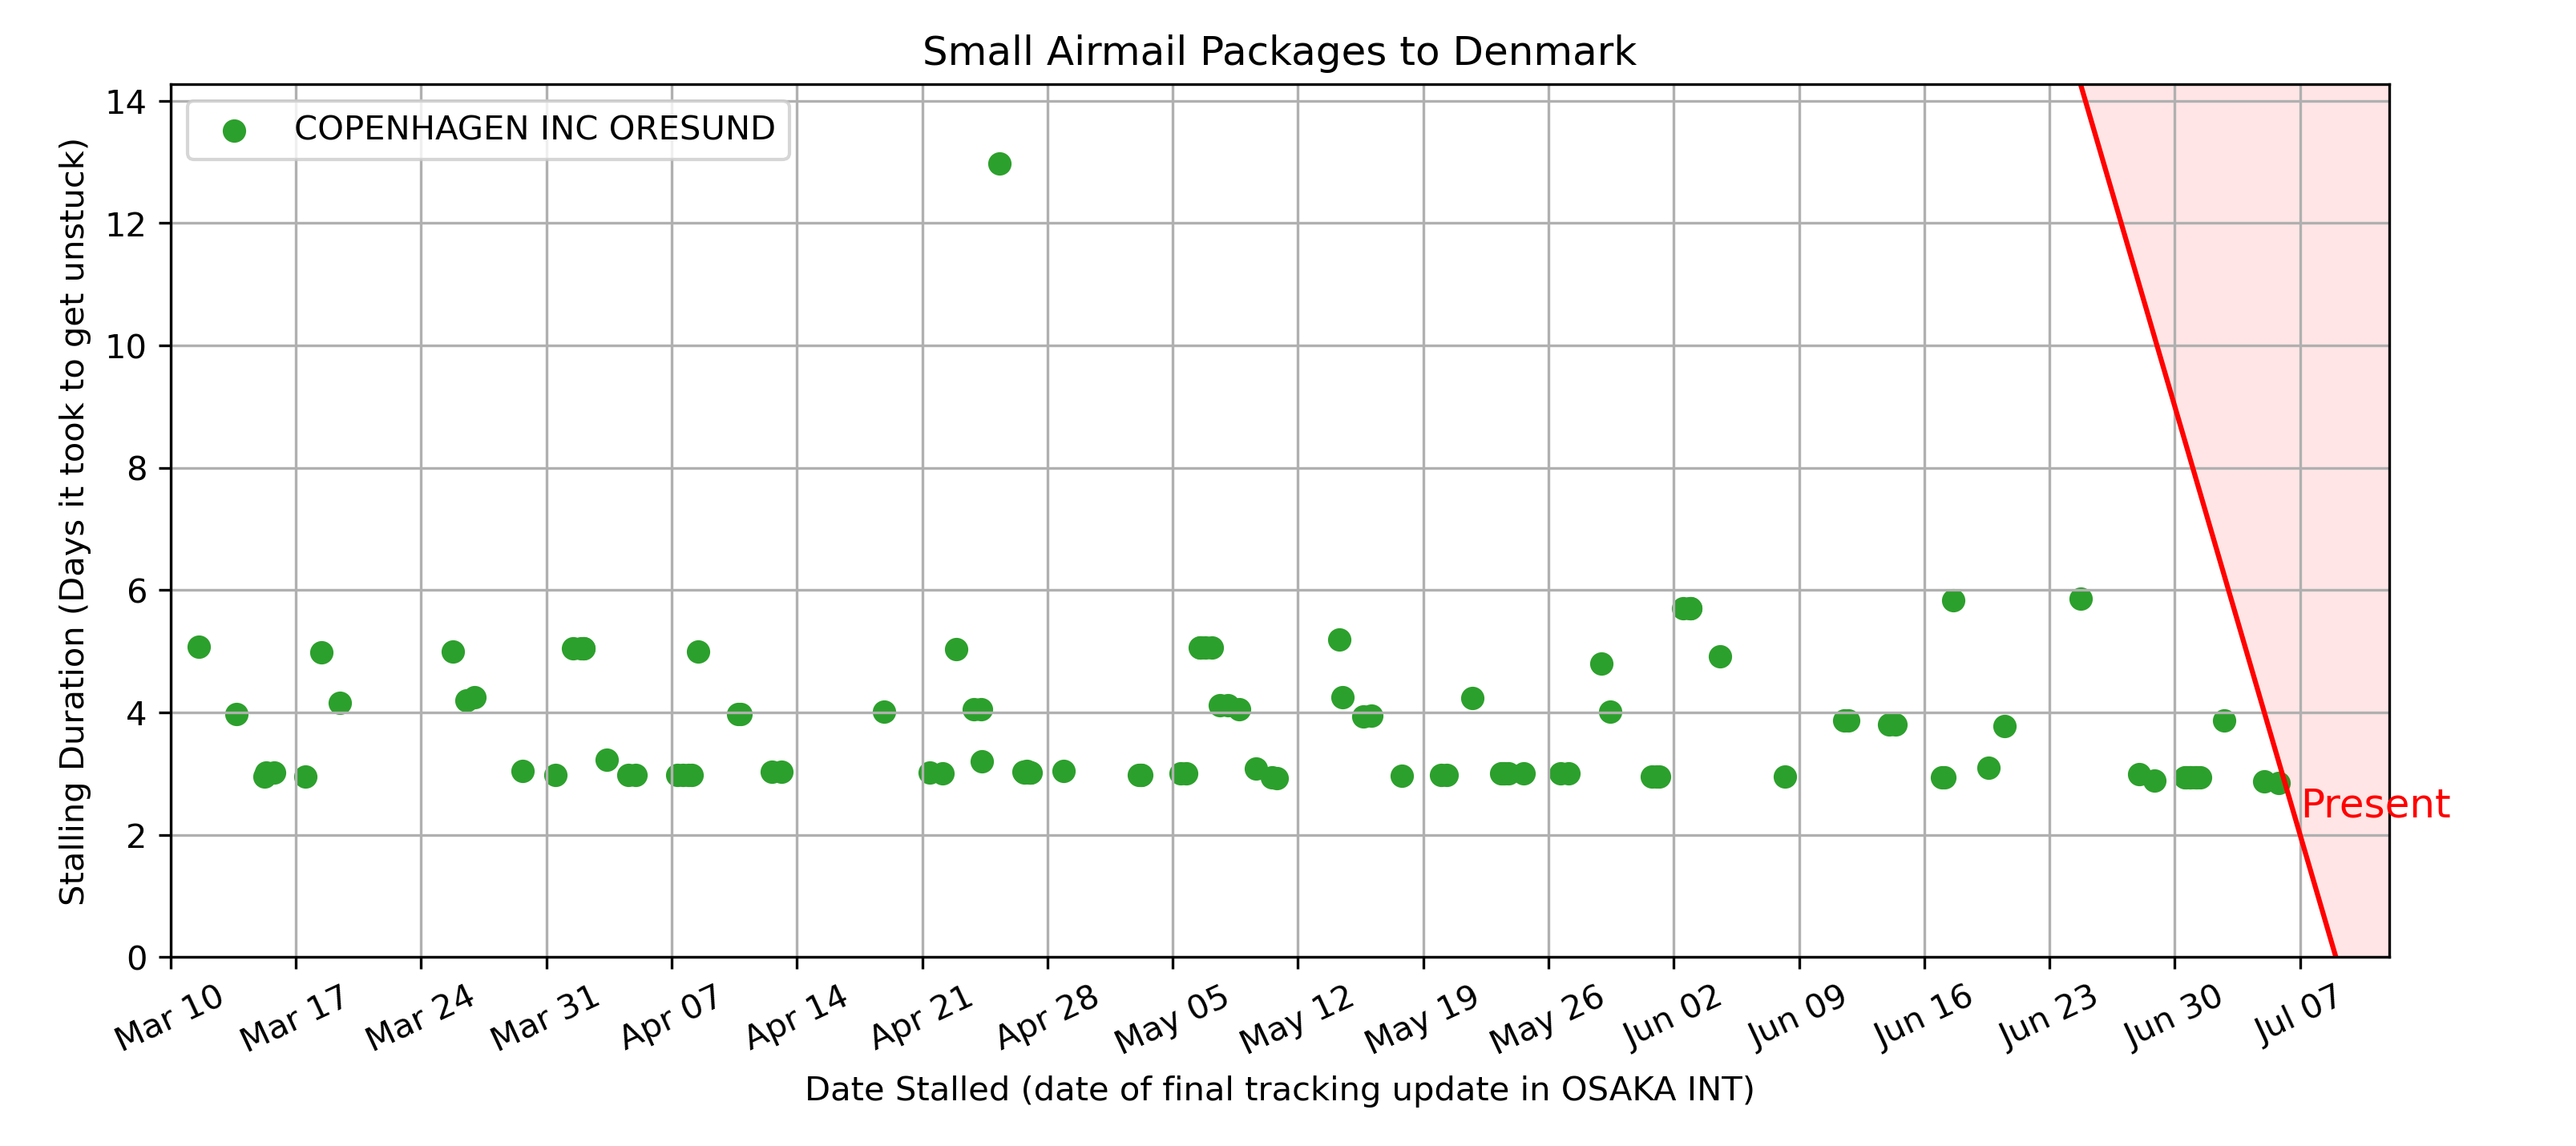 Small Airmail Packages to Denmark
COPENHAGEN INC ORESUND
Stalling Duration (Days it took to get unstuck)
14
12
10
8
6
4
2
0
Present
Mar 10
Mar 17
Mar 24
Mar 31
Apr 07
Apr 14
Apr 21
Apr 28
May 05
May 12
May 19
May 26
Jun 02
Jun 09
Jun 16
Jun 23
Jun 30
Jul 07
Date Stalled (date of final tracking update in OSAKA INT)